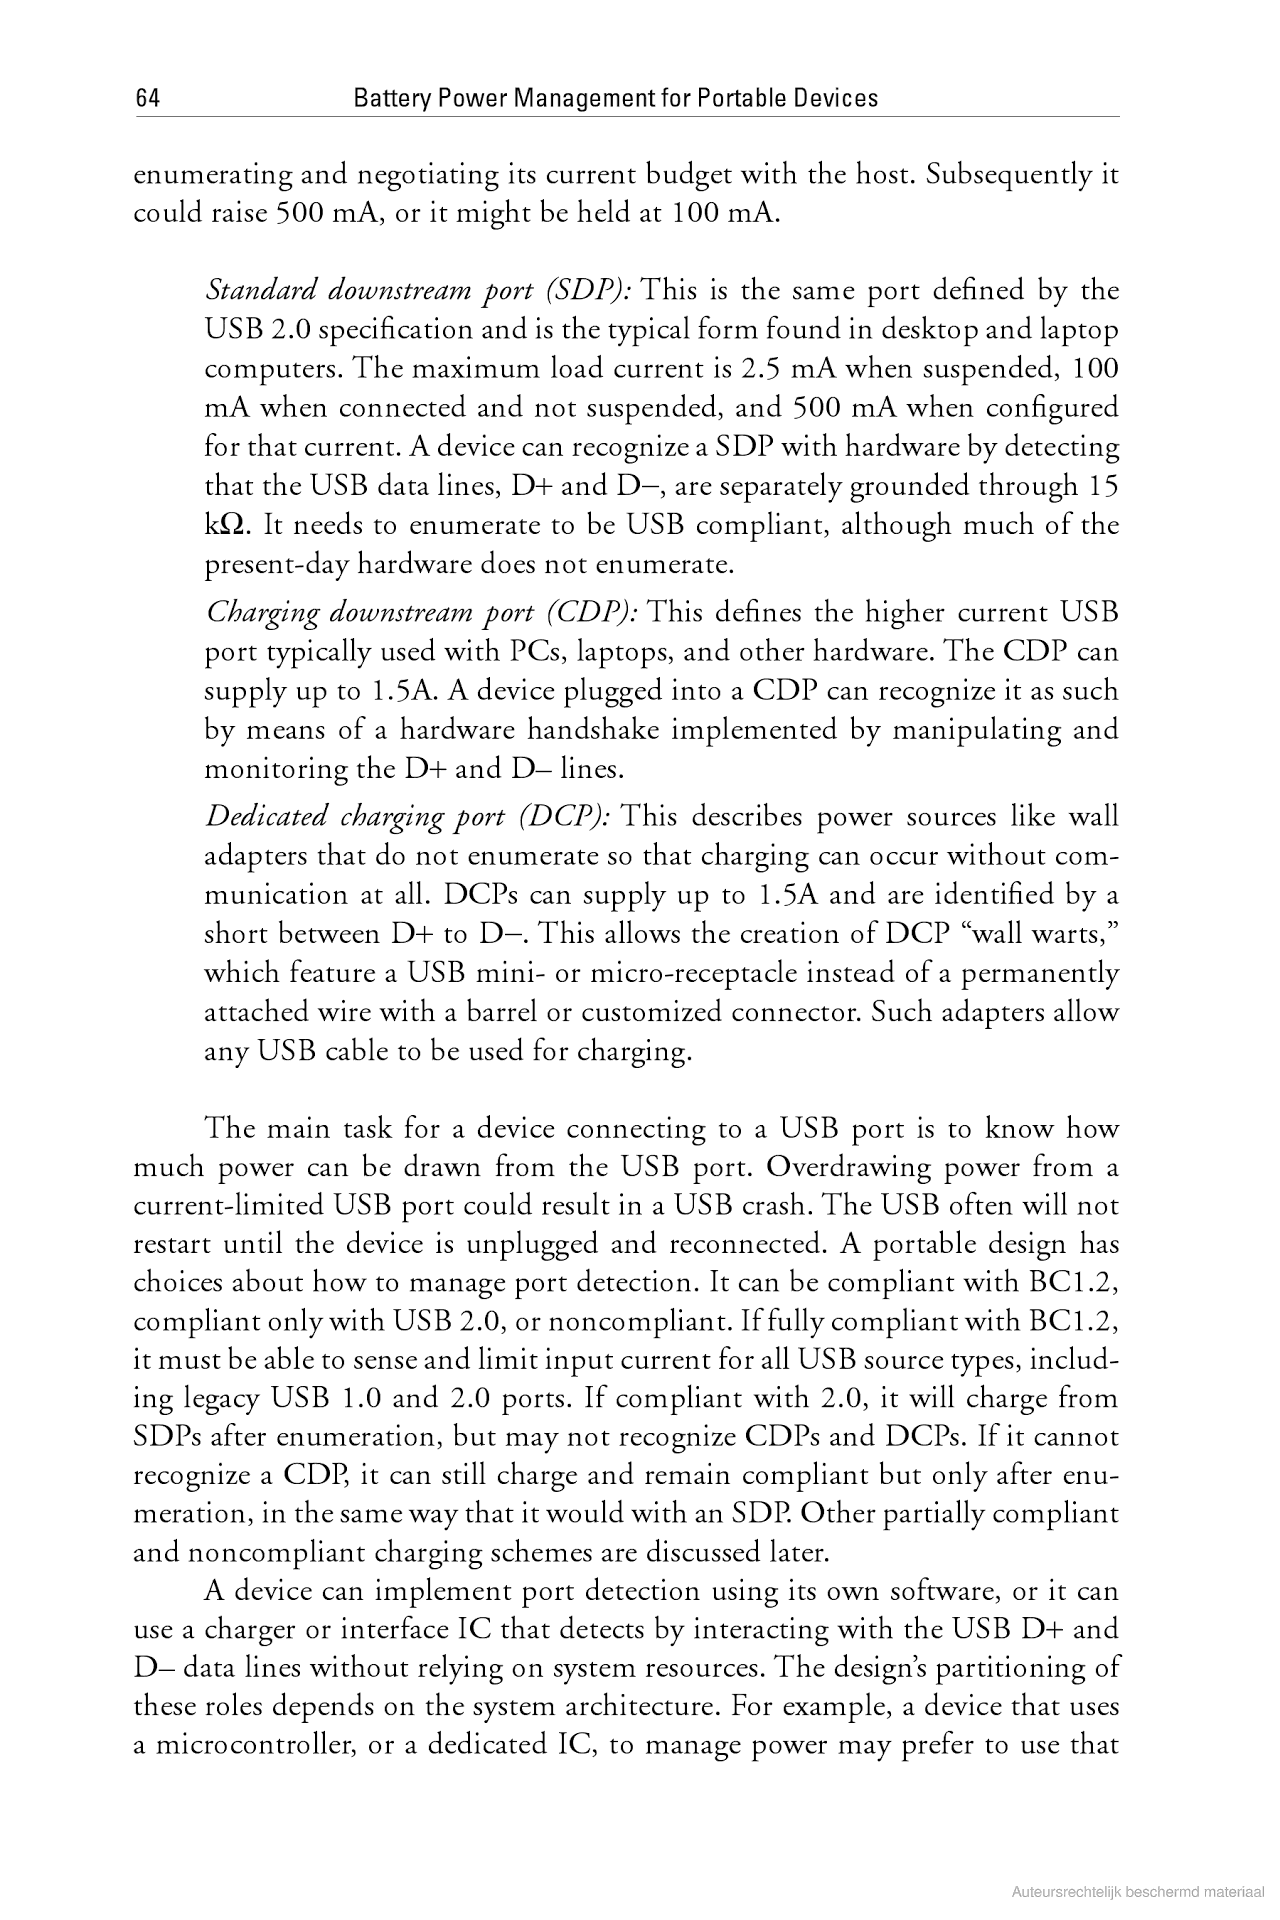 64 Battery Power Management for Portable Devices
enumerating and negotiating its current budget with the host. Subsequently it
could raise 500 mA, or it might be held at 100 mA.
Standard downstream port (SDP): This is the same port defined by the
USB 2.0 specification and is the typical form found in desktop and laptop
computers. The maximum load current is 2.5 mA when suspended, 100
mA when connected and not suspended, and 500 mA when configured
for that current. A device can recognize a SDP with hardware by detecting
that the USB data lines, D+ and D–, are separately grounded through 15
kΩ. It needs to enumerate to be USB compliant, although much of the
present-day hardware does not enumerate.
Charging downstream port (CDP): This defines the higher current USB
port typically used with PCs, laptops, and other hardware. The CDP can
supply up to 1.5A. A device plugged into a CDP can recognize it as such
by means of a hardware handshake implemented by manipulating and
monitoring the D+ and D– lines.
Dedicated charging port (DCP): This describes power sources like wall
adapters that do not enumerate so that charging can occur without com-
munication at all. DCPs can supply up to 1.5A and are identified by a
short between D+ to D–. This allows the creation of DCP “wall warts,”
which feature a USB mini- or micro-receptacle instead of a permanently
attached wire with a barrel or customized connector. Such adapters allow
any USB cable to be used for charging.
The main task for a device connecting to a USB port is to know how
much power can be drawn from the USB port. Overdrawing power from a
current-limited USB port could result in a USB crash. The USB often will not
restart until the device is unplugged and reconnected. A portable design has
choices about how to manage port detection. It can be compliant with BC1.2,
compliant only with USB 2.0, or noncompliant. If fully compliant with BC1.2,
it must be able to sense and limit input current for all USB source types, includ-
ing legacy USB 1.0 and 2.0 ports. If compliant with 2.0, it will charge from
SDPs after enumeration, but may not recognize CDPs and DCPs. If it cannot
recognize a CDP, it can still charge and remain compliant but only after enu-
meration, in the same way that it would with an SDP. Other partially compliant
and noncompliant charging schemes are discussed later.
A device can implement port detection using its own software, or it can
use a charger or interface IC that detects by interacting with the USB D+ and
D– data lines without relying on system resources. The design’s partitioning of
these roles depends on the system architecture. For example, a device that uses
a microcontroller, or a dedicated IC, to manage power may prefer to use that
Auteursrechtelijk beschermd materiaal